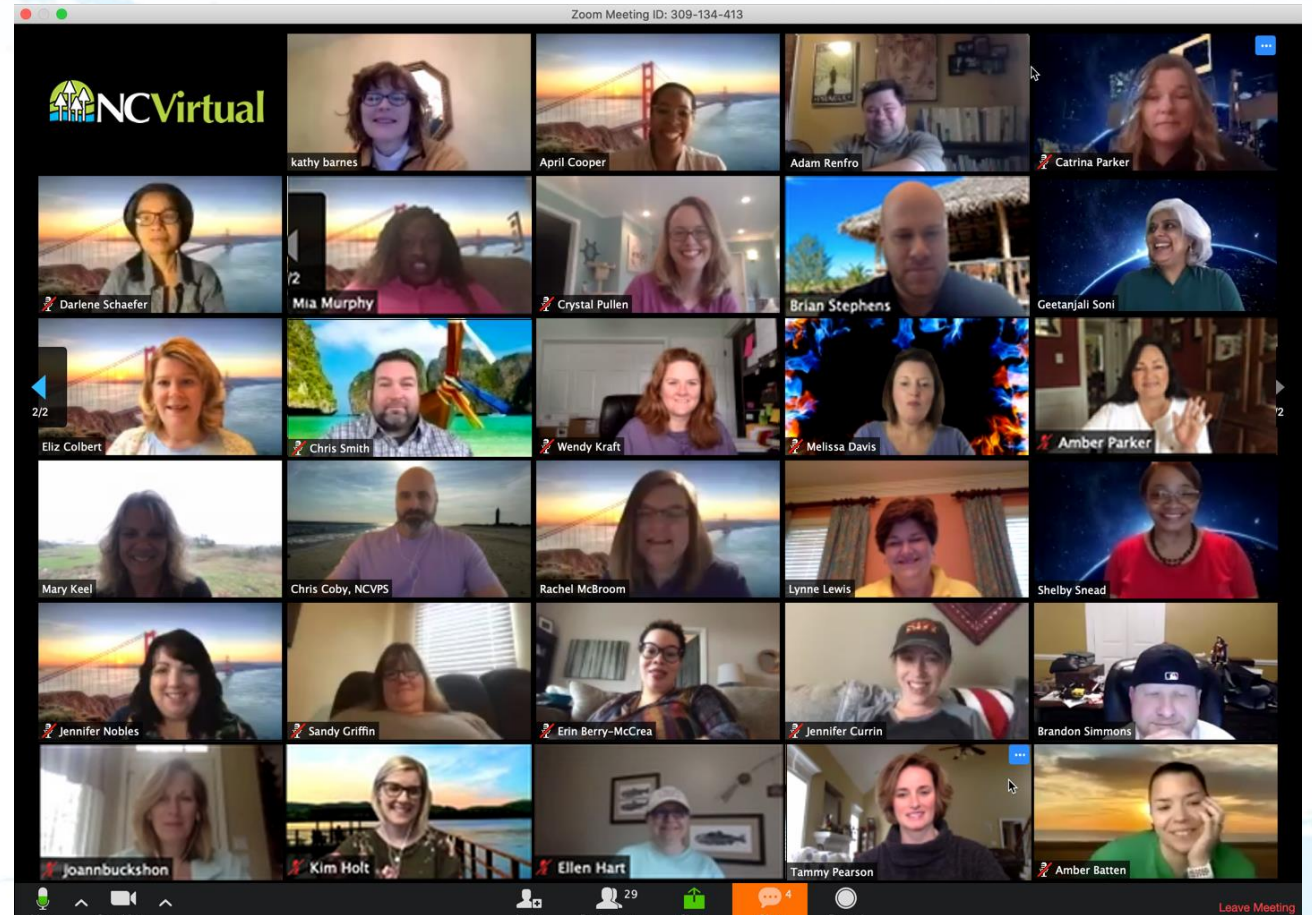 Zoom Meeting ID: 309-134-413
NCVirtual
kathy barnes
April Cooper
Adam Renfro
Catrina Parker
Darlene Schaefer
/2
Mia Murphy
Crystal Pullen
Brian Stephens
Geetanjali Soni
2/2
Eliz Colbert
Chris Smith
Wendy Kraft
Melissa Davis
Amber Parker
/2
Mary Keel
Chris Coby, NCVPS
Rachel McBroom
Lynne Lewis
Shelby Snead
Jennifer Nobles
Sandy Griffin
Erin Berry-McCrea
Jennifer Currin
Brandon Simmons
Joannbuckshon
Kim Holt
Ellen Hart
Tammy Pearson
Amber Batten
29
4
Leave Meeting